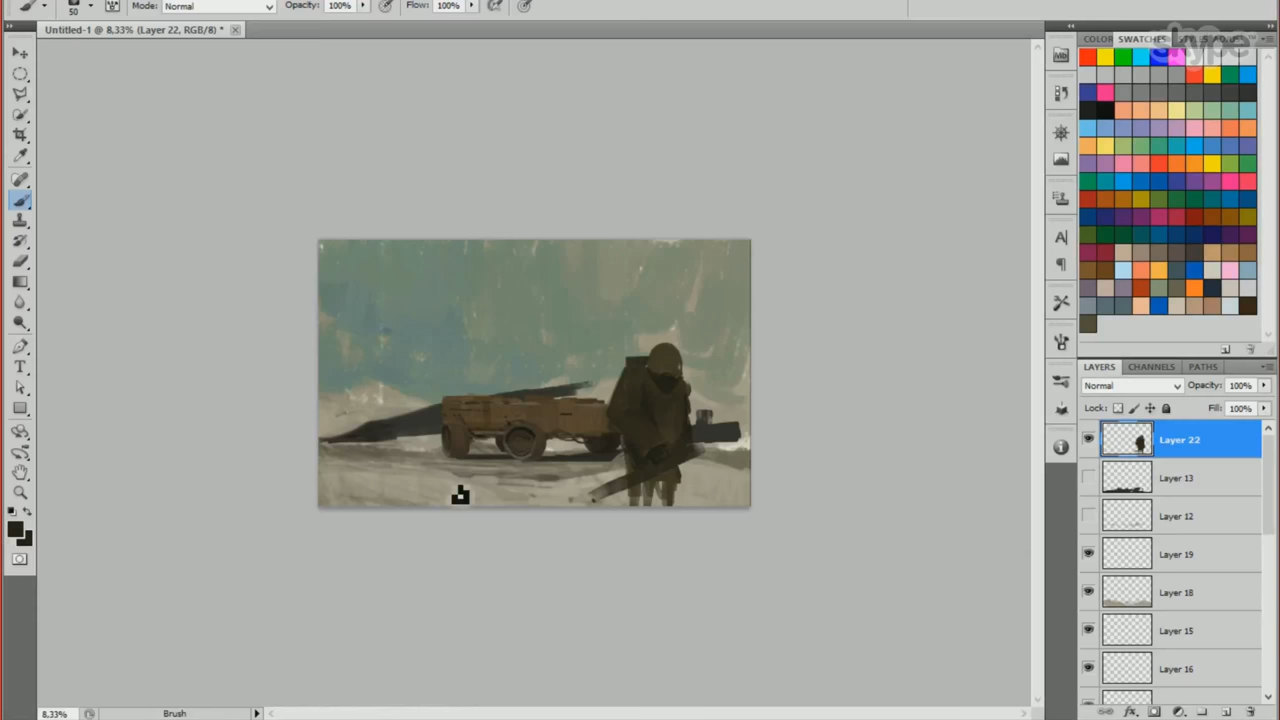 50
Mode: Normal
Opacity: 100%
Flow: 100%
Untitled-1 @ 8,33% (Layer 22, RGB/8) *
COLOR SWATCHES
skype
LAYERS CHANNELS PATHS
Normal
Opacity: 100%
Lock:
Fill: 100%
Layer 22
Layer 13
Layer 12
Layer 19
Layer 18
Layer 15
Layer 16
8,33%
Brush